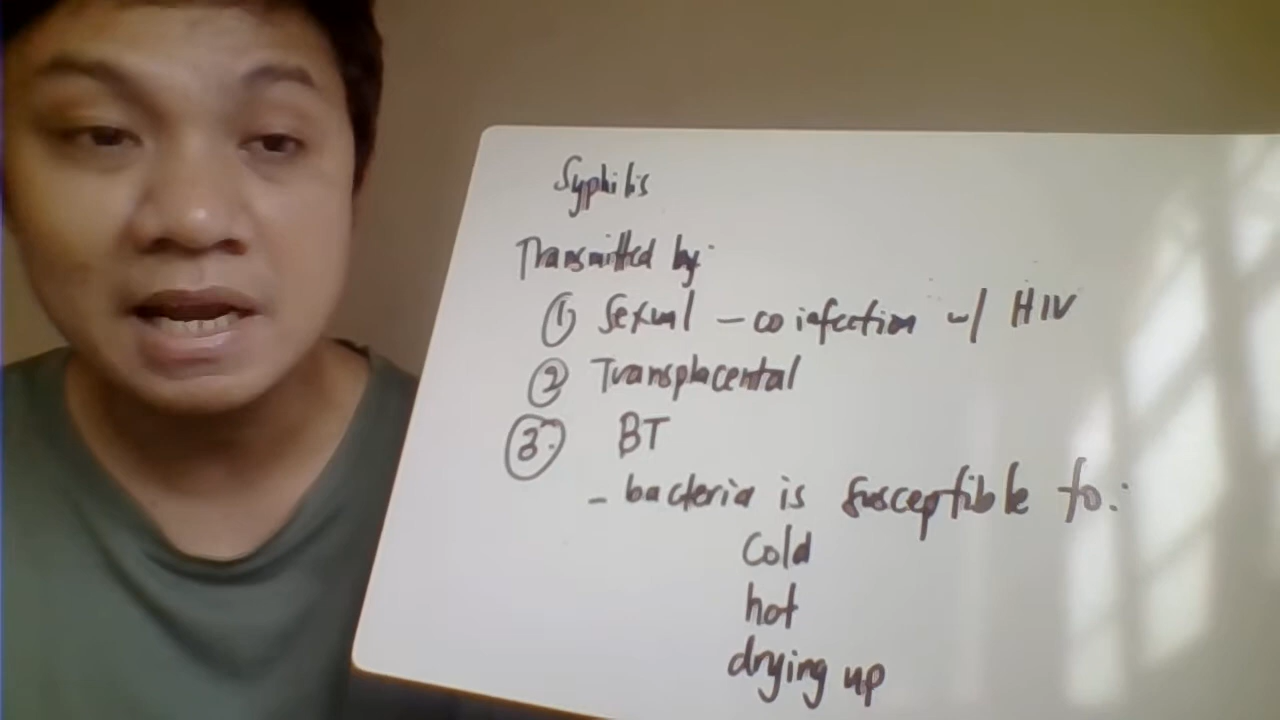 Syphilis
Transmitted by:
① Sexual – co infection w/ HIV
② Transplacental
③. BT
– bacteria is susceptible to:
Cold
hot
drying up